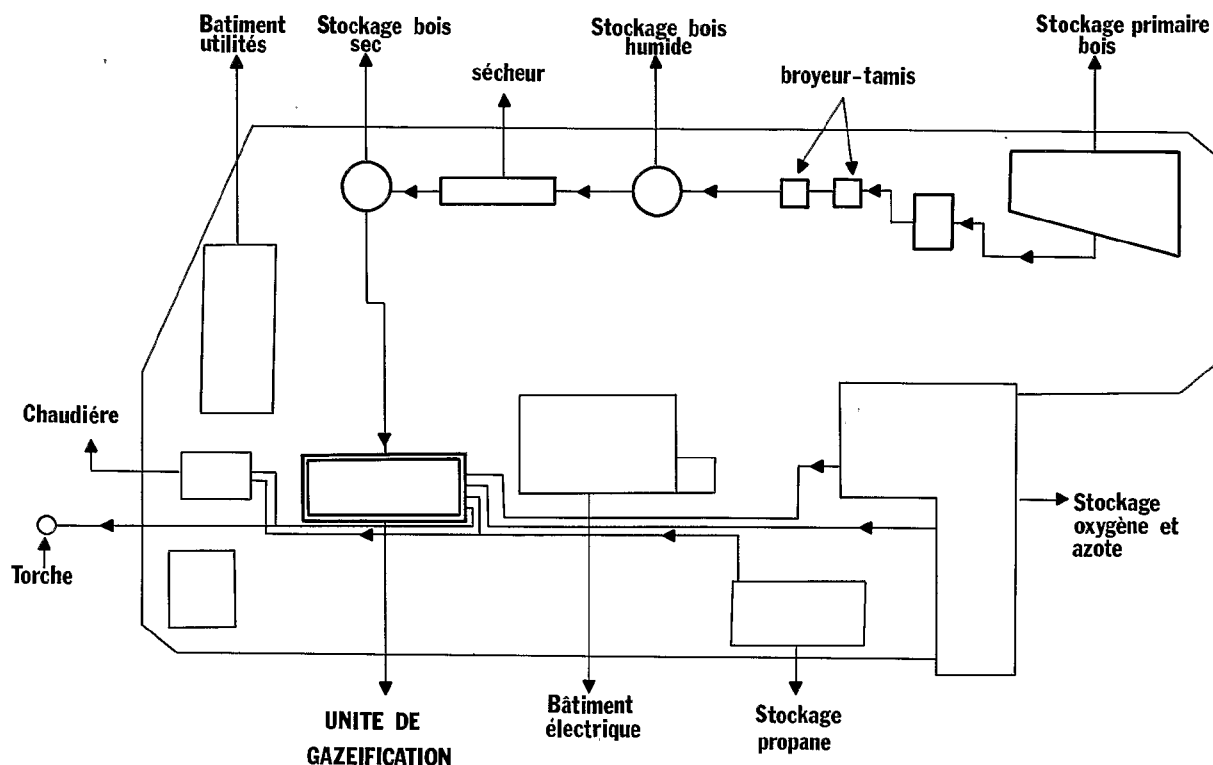 Batiment
utilités
Stockage bois
sec
sécheur
Stockage bois
humide
broyeur-tamis
Stockage primaire
bois
Chaudiére
Torche
Stockage
oxygène et
azote
UNITE DE
GAZEIFICATION
Bâtiment
électrique
Stockage
propane